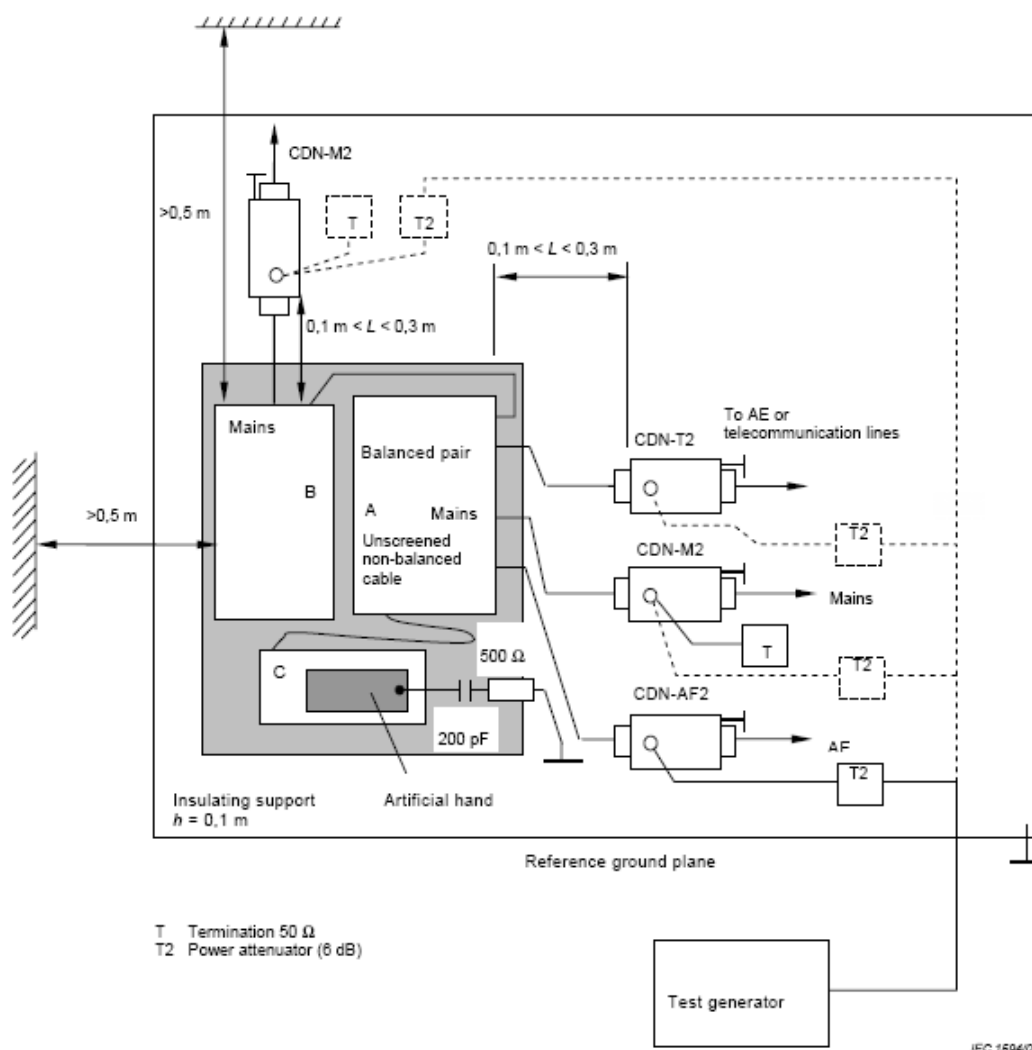 CDN-M2
>0,5 m
T
T2
0,1 m < L < 0,3 m
0,1 m < L < 0,3 m
Mains
B
Balanced pair
A
Mains
Unscreened
non-balanced
cable
To AE or
telecommunication lines
CDN-T2
>0,5 m
T2
CDN-M2
Mains
T
T2
C
500 Ω
200 pF
CDN-AF2
AE
T2
Insulating support
h = 0,1 m
Artificial hand
Reference ground plane
T Termination 50 Ω
T2 Power attenuator (6 dB)
Test generator